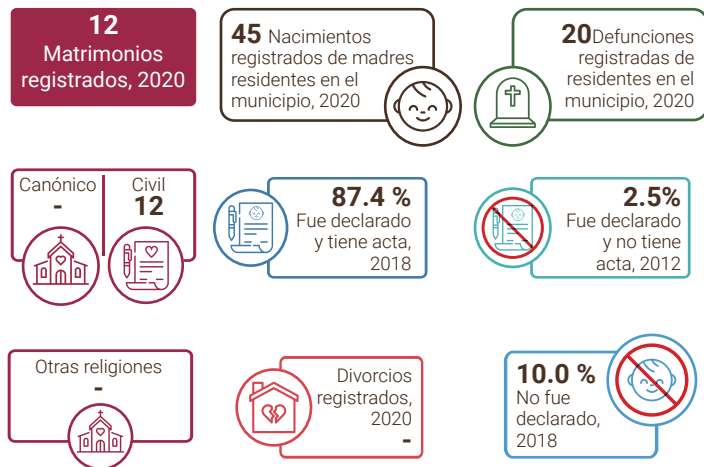 12
Matrimonios
registrados, 2020
45 Nacimientos
registrados de madres
residentes en el
municipio, 2020
20Defunciones
registradas de
residentes en el
municipio, 2020
Canónico
-
Civil
12
87.4 %
Fue declarado
y tiene acta,
2018
2.5%
Fue declarado
y no tiene
acta, 2012
Otras religiones
-
Divorcios
registrados,
2020
-
10.0 %
No fue
declarado,
2018